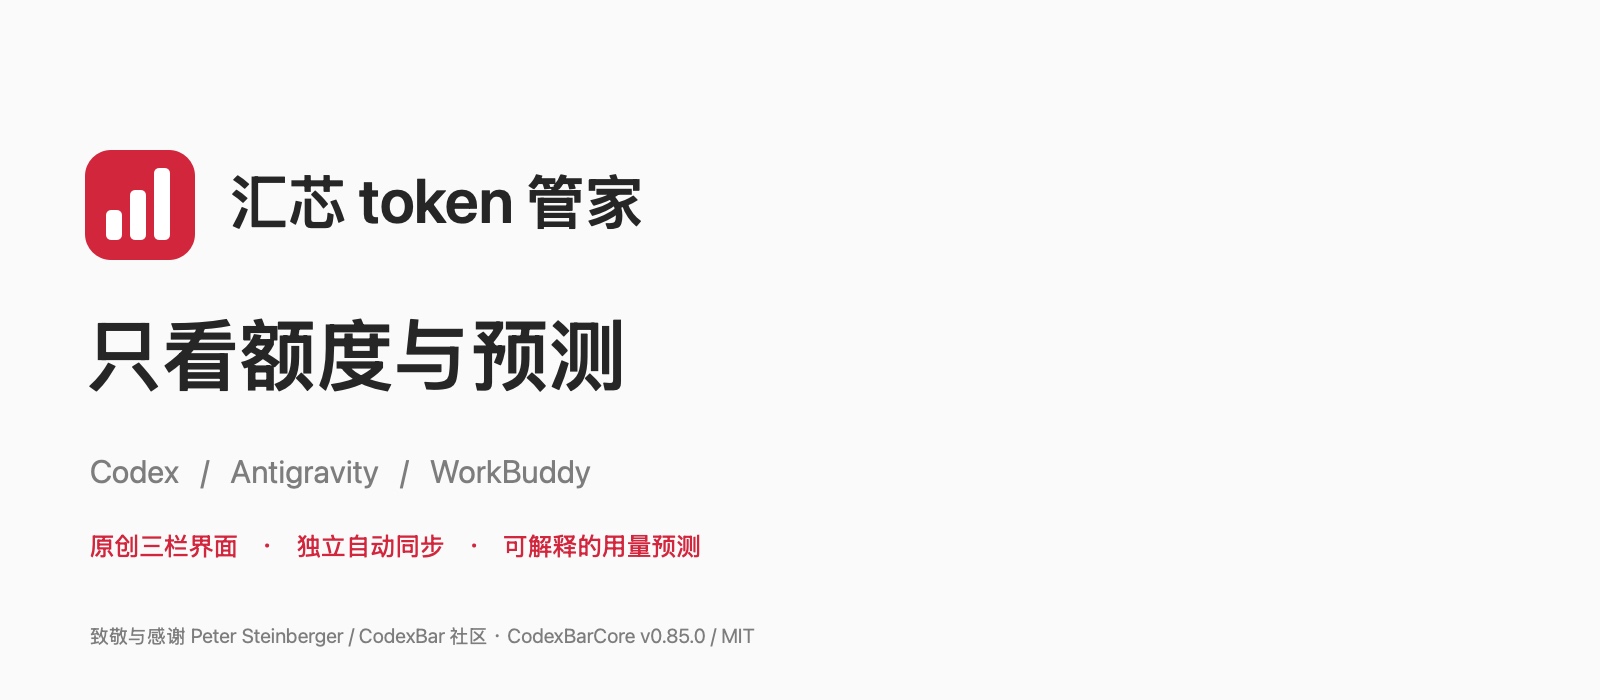 汇芯 token 管家
只看额度与预测
Codex / Antigravity / WorkBuddy
原创三栏界面 · 独立自动同步 · 可解释的用量预测
致敬与感谢 Peter Steinberger / CodexBar 社区 · CodexBarCore v0.85.0 / MIT